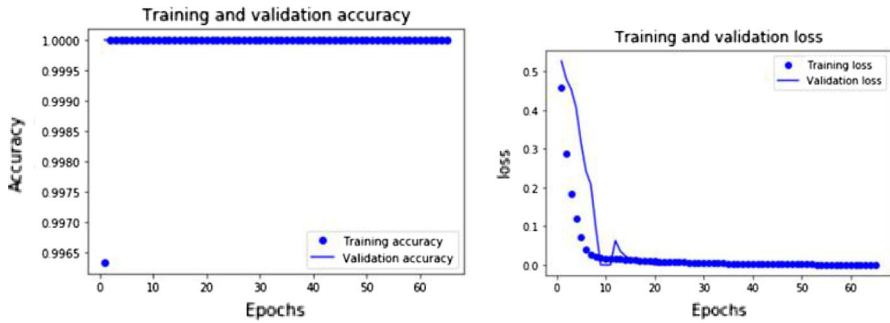 Training and validation accuracy
1.0000
0.9995
0.9990
0.9985
0.9980
0.9975
0.9970
0.9965
Accuracy
Training accuracy
Validation accuracy
0
10
20
30
40
50
60
Epochs
Training and validation loss
0.5
0.4
0.3
0.2
0.1
0.0
loss
Training loss
Validation loss
0
10
20
30
40
50
60
Epochs